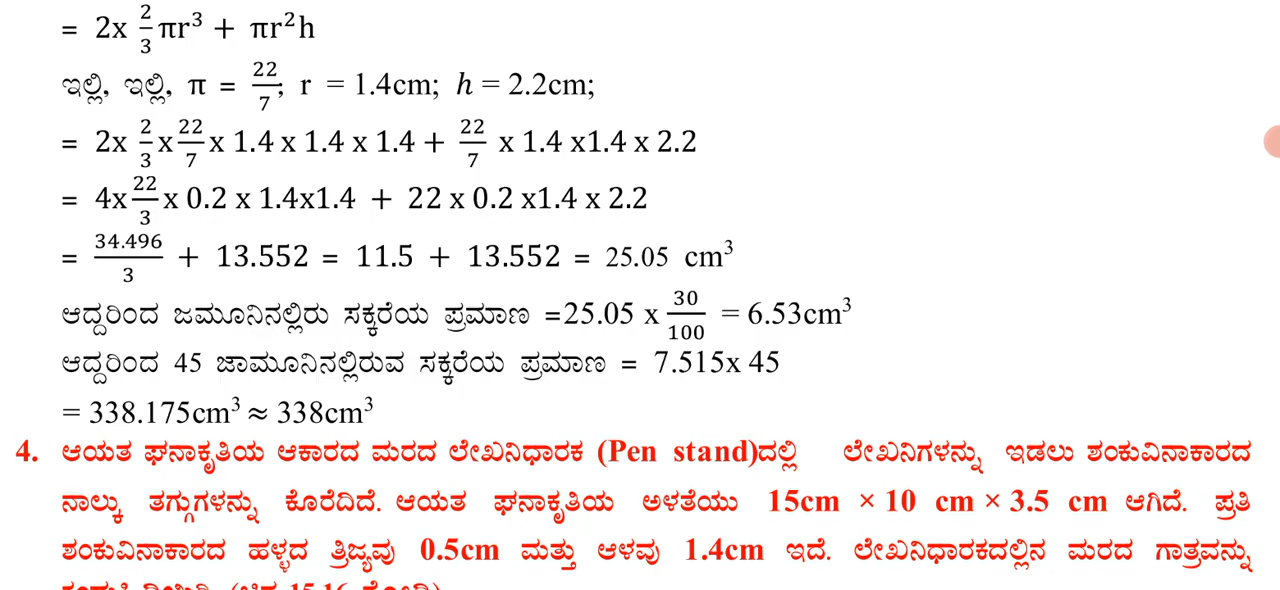 = 2x 2/3 πr³ + πr²h
ಇಲ್ಲಿ, ಇಲ್ಲಿ, π = 22/7; r = 1.4cm; h = 2.2cm;
= 2x 2/3 x 22/7 x 1.4 x 1.4 x 1.4 + 22/7 x 1.4 x1.4 x 2.2
= 4x 22/3 x 0.2 x 1.4x1.4 + 22 x 0.2 x1.4 x 2.2
= 34.496/3 + 13.552 = 11.5 + 13.552 = 25.05 cm³
ಆದ್ದರಿಂದ ಜಮೂನಿನಲ್ಲಿರು ಸಕ್ಕರೆಯ ಪ್ರಮಾಣ =25.05 x 30/100 = 6.53cm³
ಆದ್ದರಿಂದ 45 ಜಾಮೂನಿನಲ್ಲಿರುವ ಸಕ್ಕರೆಯ ಪ್ರಮಾಣ = 7.515x 45
= 338.175cm³ ≈ 338cm³
4. ಆಯತ ಘನಾಕೃತಿಯ ಆಕಾರದ ಮರದ ಲೇಖನಿಧಾರಕ (Pen stand)ದಲ್ಲಿ ಲೇಖನಿಗಳನ್ನು ಇಡಲು ಶಂಕುವಿನಾಕಾರದ
ನಾಲ್ಕು ತಗ್ಗುಗಳನ್ನು ಕೊರೆದಿದೆ. ಆಯತ ಘನಾಕೃತಿಯ ಅಳತೆಯು 15cm × 10 cm × 3.5 cm ಆಗಿದೆ. ಪ್ರತಿ
ಶಂಕುವಿನಾಕಾರದ ಹಳ್ಳದ ತ್ರಿಜ್ಯವು 0.5cm ಮತ್ತು ಆಳವು 1.4cm ಇದೆ. ಲೇಖನಿಧಾರಕದಲ್ಲಿನ ಮರದ ಗಾತ್ರವನ್ನು